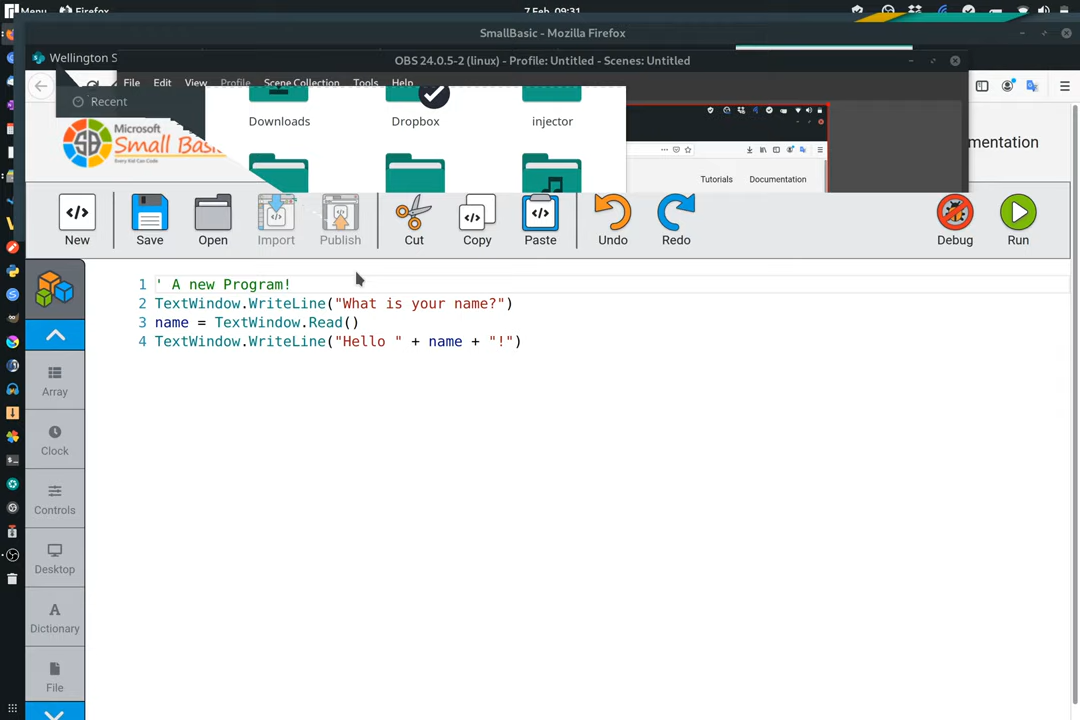 Menu Firefox 7 Feb, 09:31
SmallBasic - Mozilla Firefox
Wellington S
OBS 24.0.5-2 (linux) - Profile: Untitled - Scenes: Untitled
File Edit View Profile Scene Collection Tools Help
Recent
Downloads Dropbox injector
Microsoft
Small Basic
Every Kid Can Code
mentation
Tutorials Documentation
New Save Open Import Publish Cut Copy Paste Undo Redo Debug Run
1 ' A new Program!
2 TextWindow.WriteLine("What is your name?")
3 name = TextWindow.Read()
4 TextWindow.WriteLine("Hello " + name + "!")
Array
Clock
Controls
Desktop
Dictionary
File